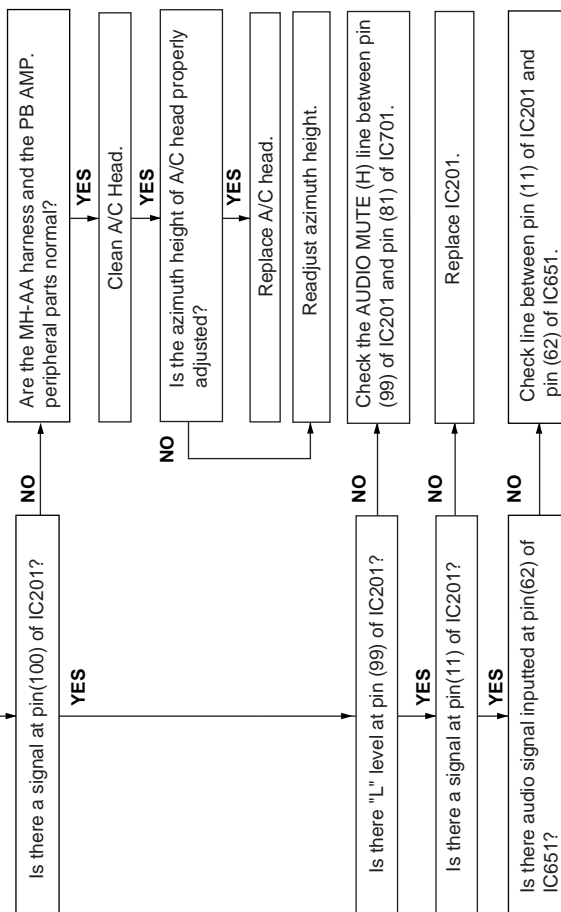 Is there a signal at pin(100) of IC201?
NO
Are the MH-AA harness and the PB AMP.
peripheral parts normal?
YES
Clean A/C Head.
YES
Is the azimuth height of A/C head properly
adjusted?
NO
YES
Replace A/C head.
Readjust azimuth height.
YES
Is there "L" level at pin (99) of IC201?
NO
Check the AUDIO MUTE (H) line between pin
(99) of IC201 and pin (81) of IC701.
YES
Is there a signal at pin(11) of IC201?
NO
Replace IC201.
YES
Is there audio signal inputted at pin(62) of
IC651?
NO
Check line between pin (11) of IC201 and
pin (62) of IC651.